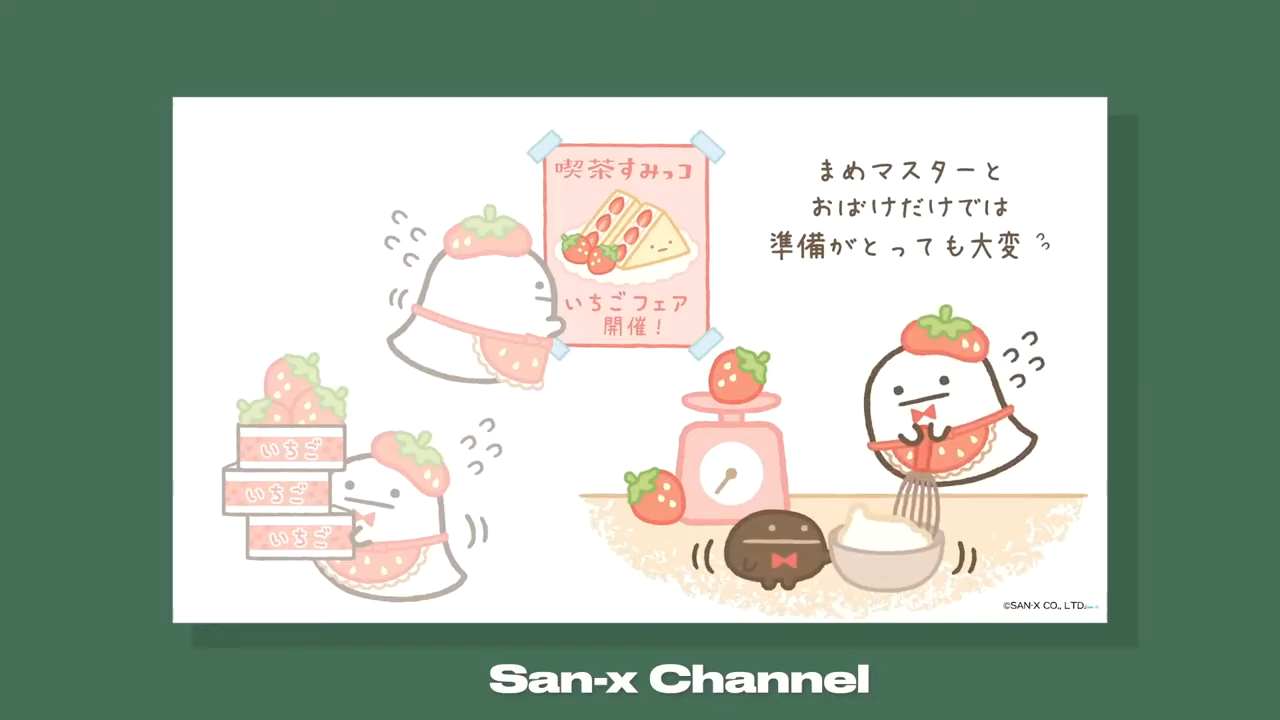 喫茶すみっコ
いちごフェア
開催！
まめマスターと
おばけだけでは
準備がとっても大変
いちご
いちご
いちご
©SAN-X CO., LTD.
San-x Channel